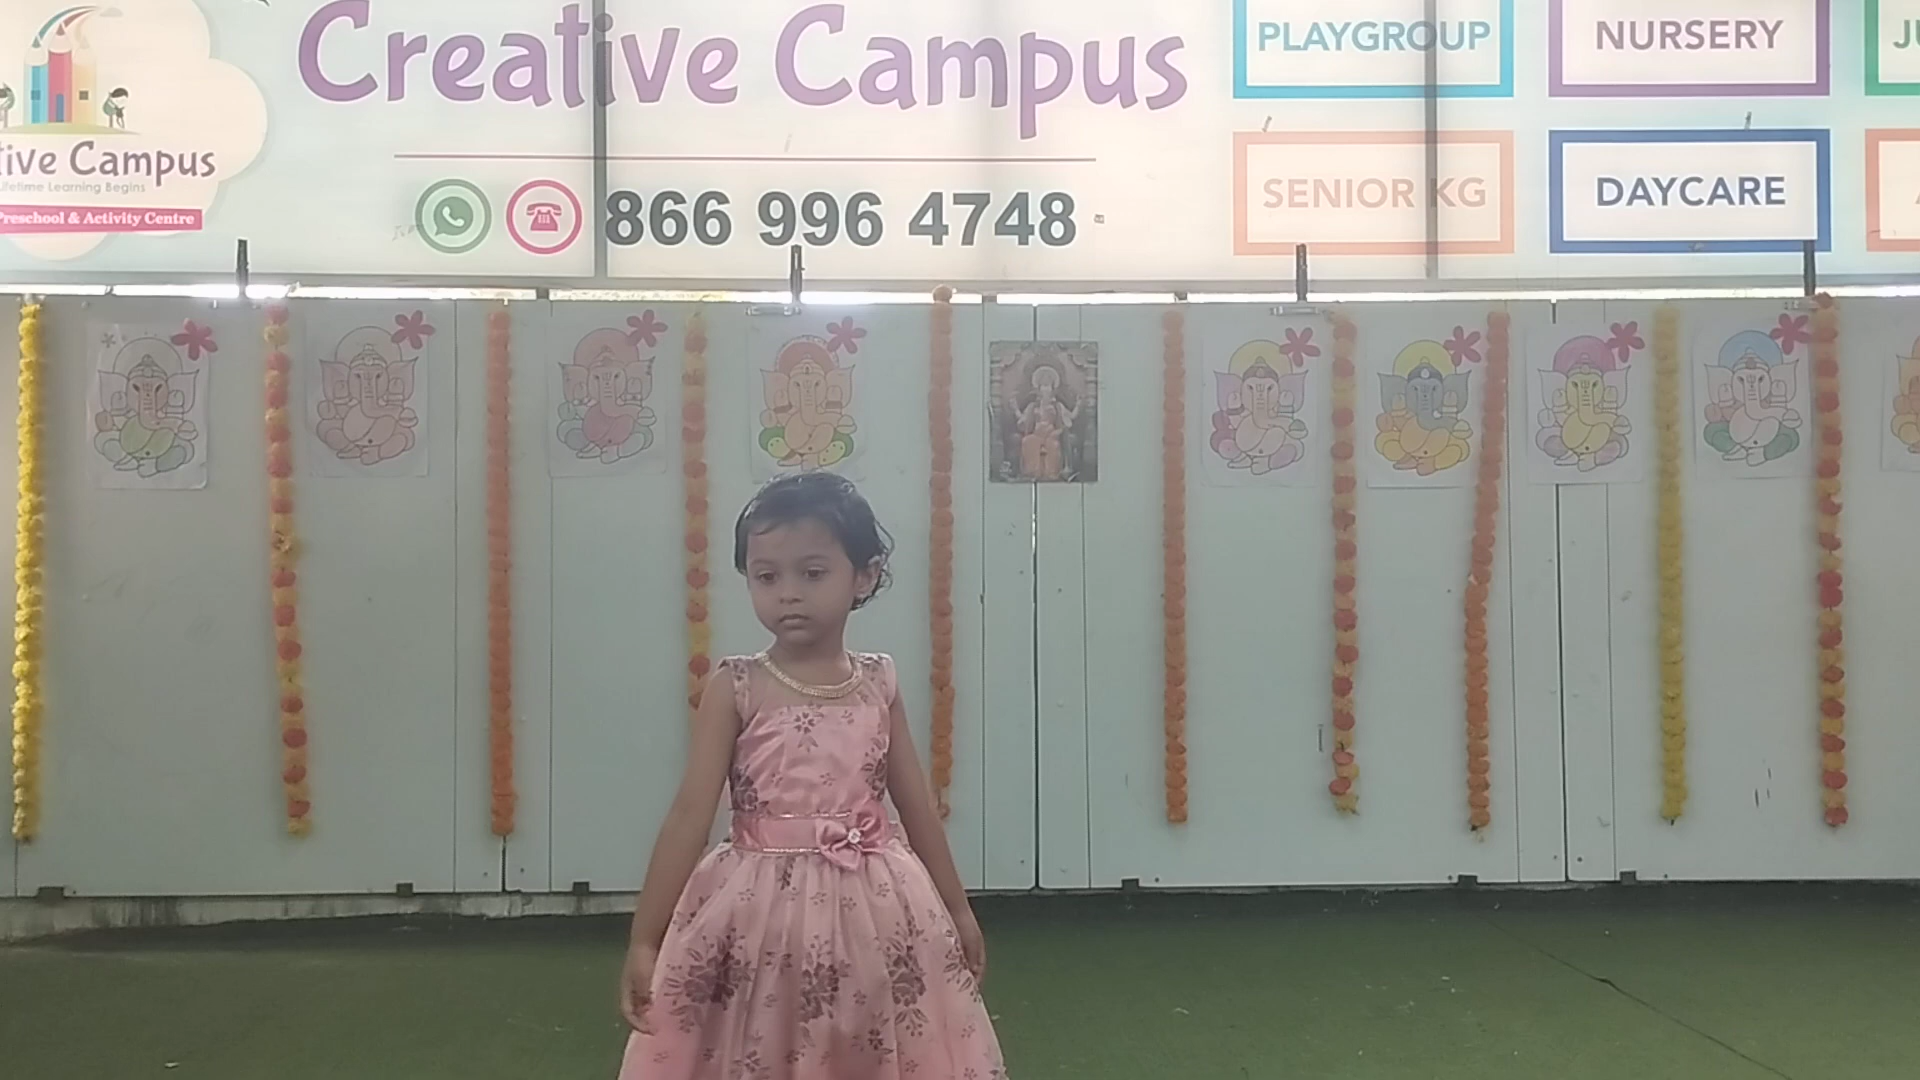 Creative Campus
PLAYGROUP
NURSERY
SENIOR KG
DAYCARE
866 996 4748
tive Campus
Lifetime Learning Begins
Preschool & Activity Centre